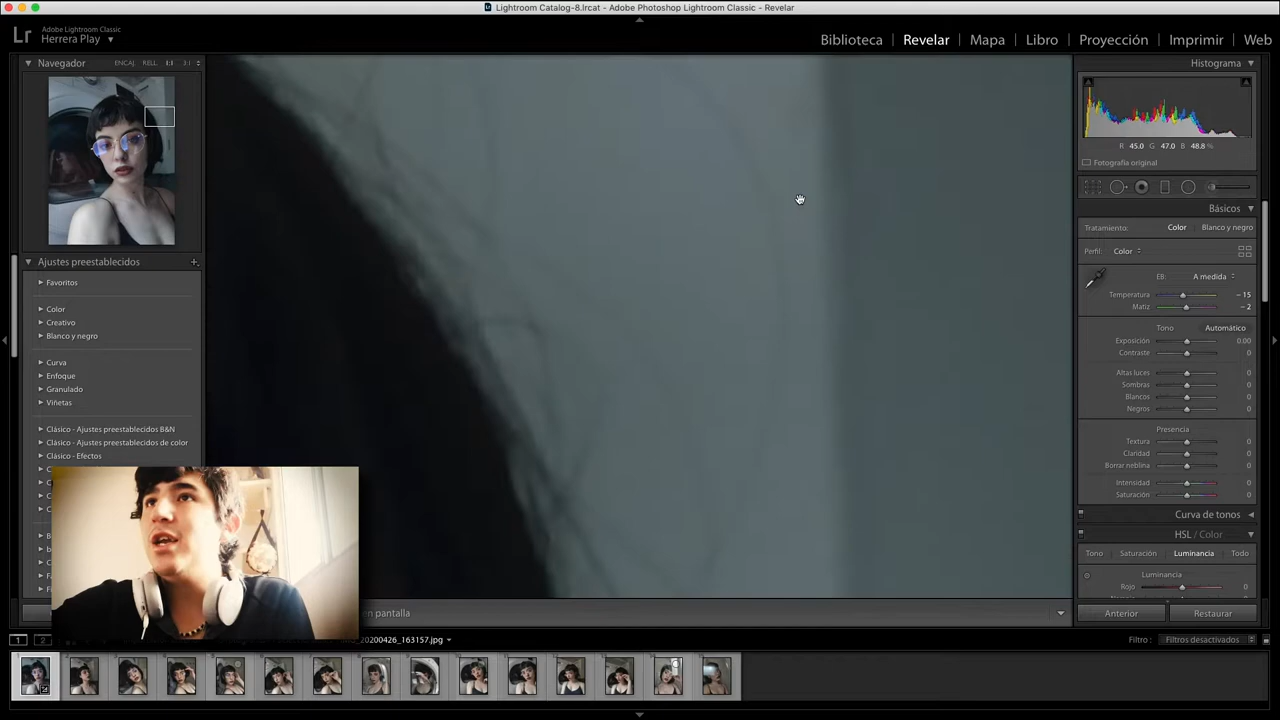 Lightroom Catalog-8.lrcat - Adobe Photoshop Lightroom Classic - Revelar
Lr
Adobe Lightroom Classic
Herrera Play
Biblioteca
Revelar
Mapa
Libro
Proyección
Imprimir
Web
Navegador
ENCAJ.
RELL.
1:1
3:1
Ajustes preestablecidos
Favoritos
Color
Creativo
Blanco y negro
Curva
Enfoque
Granulado
Viñetas
Clásico - Ajustes preestablecidos B&N
Clásico - Ajustes preestablecidos de color
Clásico - Efectos
en pantalla
Histograma
R 45.0 G 47.0 B 48.8 %
Fotografía original
Básicos
Tratamiento: Color Blanco y negro
Perfil: Color
EB: A medida
Temperatura - 15
Matiz - 2
Tono Automático
Exposición 0.00
Contraste 0
Altas luces 0
Sombras 0
Blancos 0
Negros 0
Presencia
Textura 0
Claridad 0
Borrar neblina 0
Intensidad 0
Saturación 0
Curva de tonos
HSL / Color
Tono Saturación Luminancia Todo
Luminancia
Rojo 0
Anterior Restaurar
1 2
_20200426_163157.jpg
Filtro : Filtros desactivados